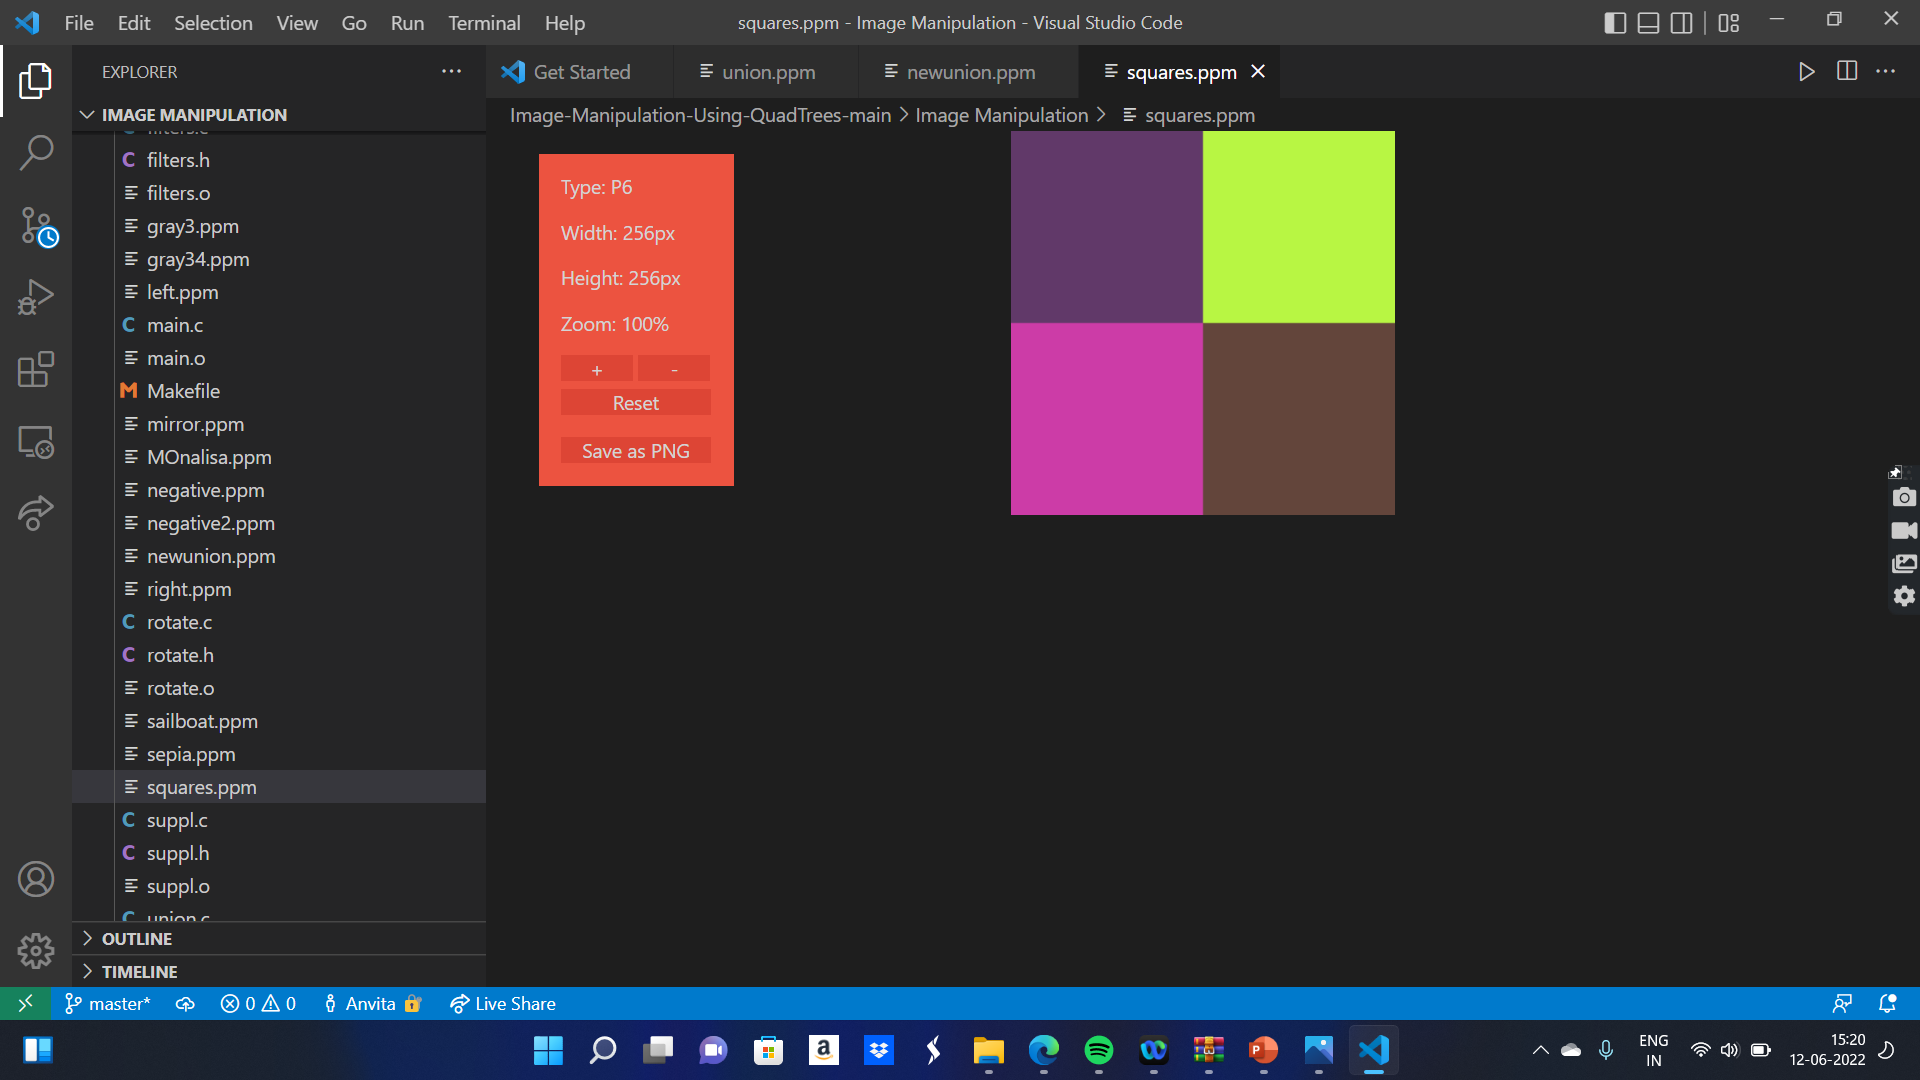 File Edit Selection View Go Run Terminal Help
squares.ppm - Image Manipulation - Visual Studio Code
EXPLORER
Get Started
union.ppm
newunion.ppm
squares.ppm
IMAGE MANIPULATION
Image-Manipulation-Using-QuadTrees-main > Image Manipulation > squares.ppm
filters.c
C filters.h
filters.o
gray3.ppm
gray34.ppm
left.ppm
C main.c
main.o
M Makefile
mirror.ppm
MOnalisa.ppm
negative.ppm
negative2.ppm
newunion.ppm
right.ppm
C rotate.c
C rotate.h
rotate.o
sailboat.ppm
sepia.ppm
squares.ppm
C suppl.c
C suppl.h
suppl.o
C union.c
OUTLINE
TIMELINE
Type: P6
Width: 256px
Height: 256px
Zoom: 100%
+ -
Reset
Save as PNG
master* 0 0 Anvita Live Share
ENG
IN
15:20
12-06-2022